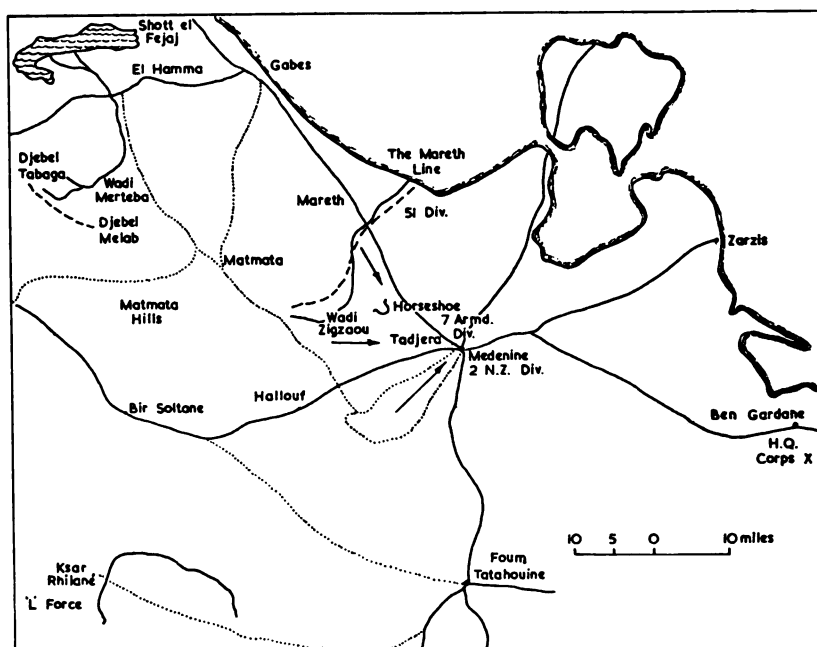 Shott el
Fejaj
El Hamma
Gabes
Djebel
Tabaga
Wadi
Merteba
Djebel
Melab
The Mareth
Line
Mareth
51 Div.
Zarzis
Matmata
Matmata
Hills
Wadi
Zigzaou
Horseshoe
7 Armd.
Div.
Tadjera
Medenine
2 N.Z. Div.
Hallouf
Bir Soltane
Ben Gardane
H.Q.
Corps X
10 5 0 10 miles
Foum
Tatahouine
Ksar
Rhilane
"L" Force